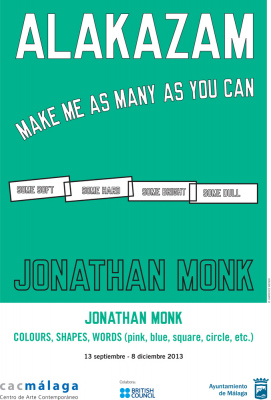 ALAKAZAM
MAKE ME AS MANY AS YOU CAN
SOME SOFT SOME HARD SOME BRIGHT SOME DULL
JONATHAN MONK
JONATHAN MONK
COLOURS, SHAPES, WORDS (pink, blue, square, circle, etc.)
13 septiembre - 8 diciembre 2013
cacmálaga
Centro de Arte Contemporáneo
Colabora:
BRITISH
COUNCIL
Ayuntamiento
de Málaga